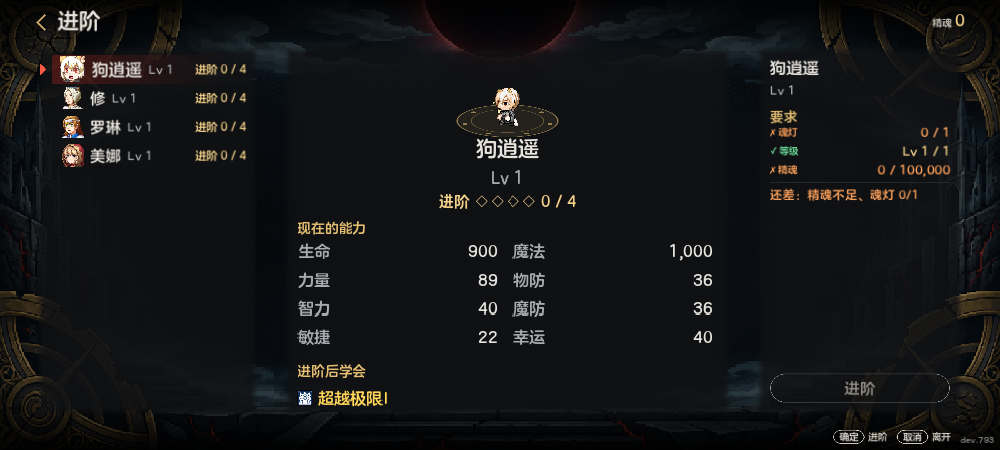 进阶
精魂 0
狗逍遥 Lv 1 进阶 0 / 4
修 Lv 1 进阶 0 / 4
罗琳 Lv 1 进阶 0 / 4
美娜 Lv 1 进阶 0 / 4
狗逍遥
Lv 1
进阶 ◇◇◇◇ 0 / 4
现在的能力
生命 900 魔法 1,000
力量 89 物防 36
智力 40 魔防 36
敏捷 22 幸运 40
进阶后学会
超越极限Ⅰ
狗逍遥
Lv 1
要求
✗ 魂灯 0 / 1
✓ 等级 Lv 1 / 1
✗ 精魂 0 / 100,000
还差：精魂不足、魂灯 0/1
进阶
确定 进阶 取消 离开
dev.793